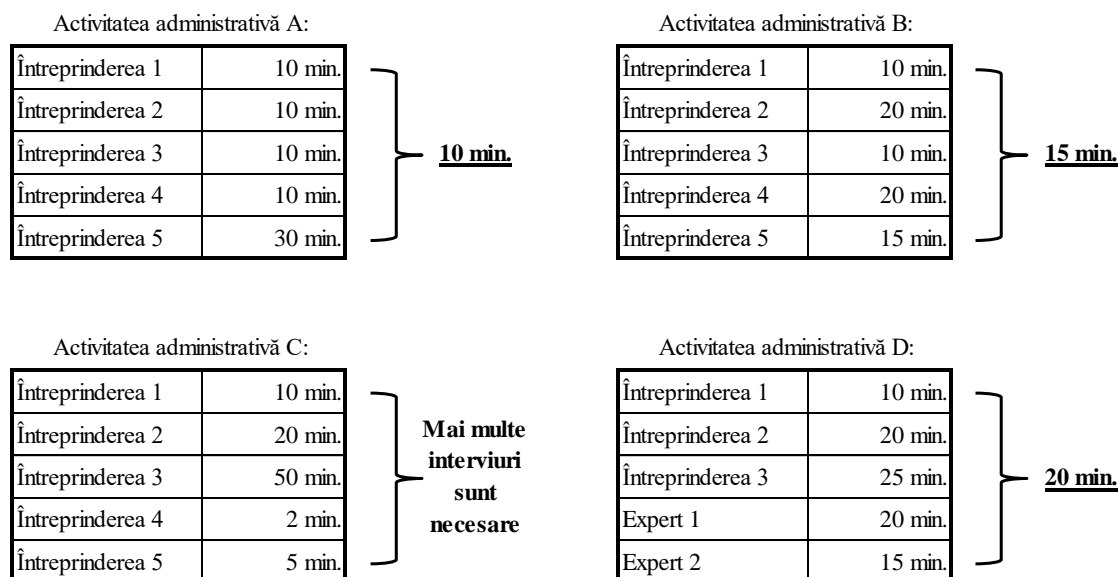 Activitatea administrativă A:
Întreprinderea 1 10 min.
Întreprinderea 2 10 min.
Întreprinderea 3 10 min.
Întreprinderea 4 10 min.
Întreprinderea 5 30 min.
10 min.
Activitatea administrativă B:
Întreprinderea 1 10 min.
Întreprinderea 2 20 min.
Întreprinderea 3 10 min.
Întreprinderea 4 20 min.
Întreprinderea 5 15 min.
15 min.
Activitatea administrativă C:
Întreprinderea 1 10 min.
Întreprinderea 2 20 min.
Întreprinderea 3 50 min.
Întreprinderea 4 2 min.
Întreprinderea 5 5 min.
Mai multe
interviuri
sunt
necesare
Activitatea administrativă D:
Întreprinderea 1 10 min.
Întreprinderea 2 20 min.
Întreprinderea 3 25 min.
Expert 1 20 min.
Expert 2 15 min.
20 min.